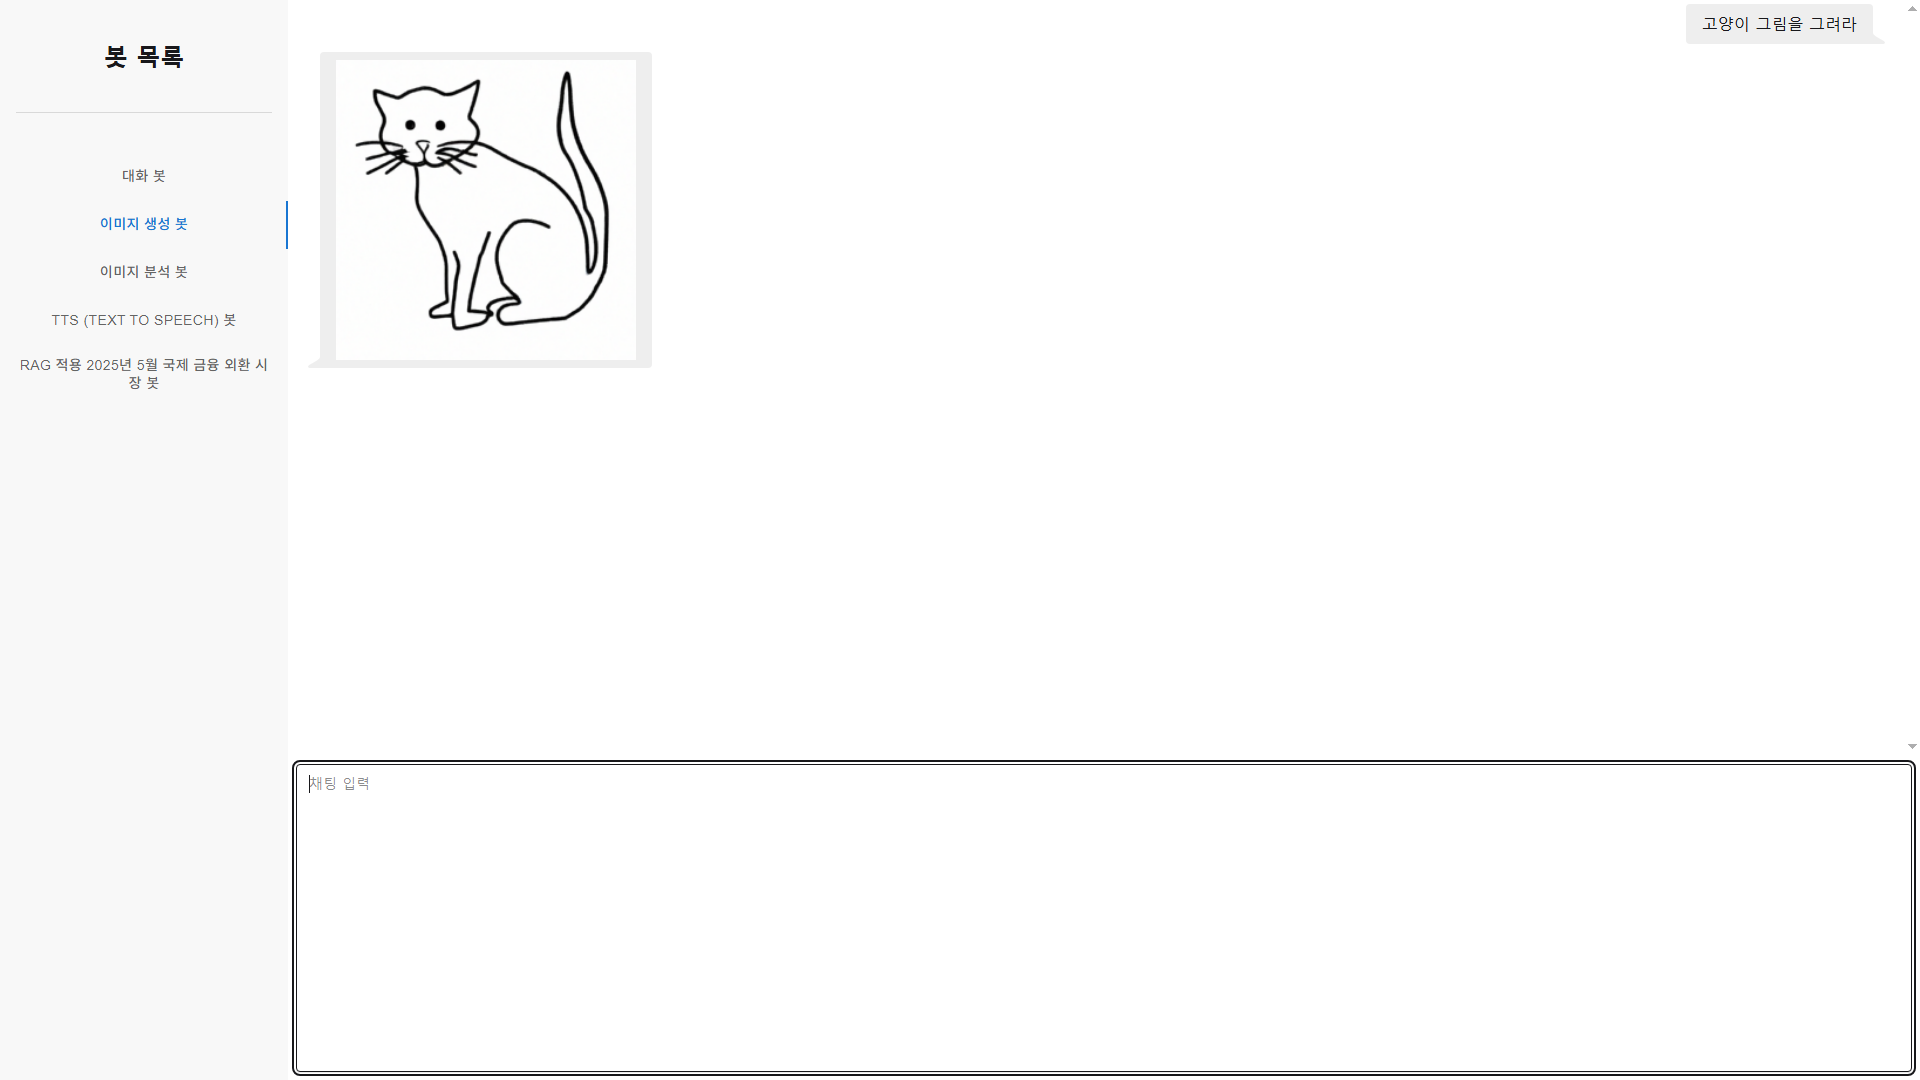 봇 목록
대화 봇
이미지 생성 봇
이미지 분석 봇
TTS (TEXT TO SPEECH) 봇
RAG 적용 2025년 5월 국제 금융 외환 시
장 봇
고양이 그림을 그려라
채팅 입력